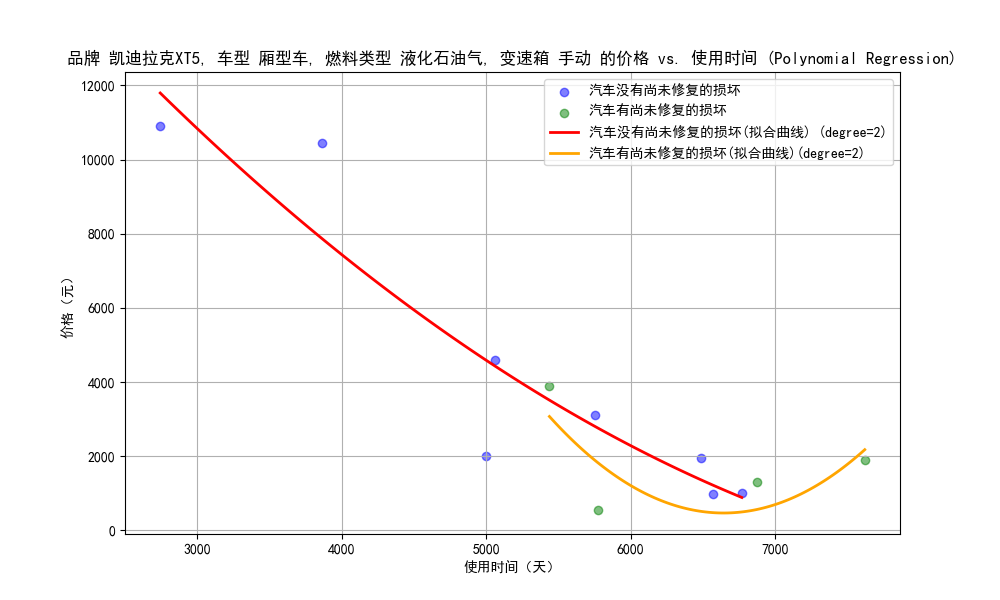 品牌 凯迪拉克XT5, 车型 厢型车, 燃料类型 液化石油气, 变速箱 手动 的价格 vs. 使用时间 (Polynomial Regression)
12000
10000
8000
6000
4000
2000
0
价格（元）
汽车没有尚未修复的损坏
汽车有尚未修复的损坏
汽车没有尚未修复的损坏(拟合曲线) (degree=2)
汽车有尚未修复的损坏(拟合曲线)(degree=2)
3000 4000 5000 6000 7000
使用时间（天）